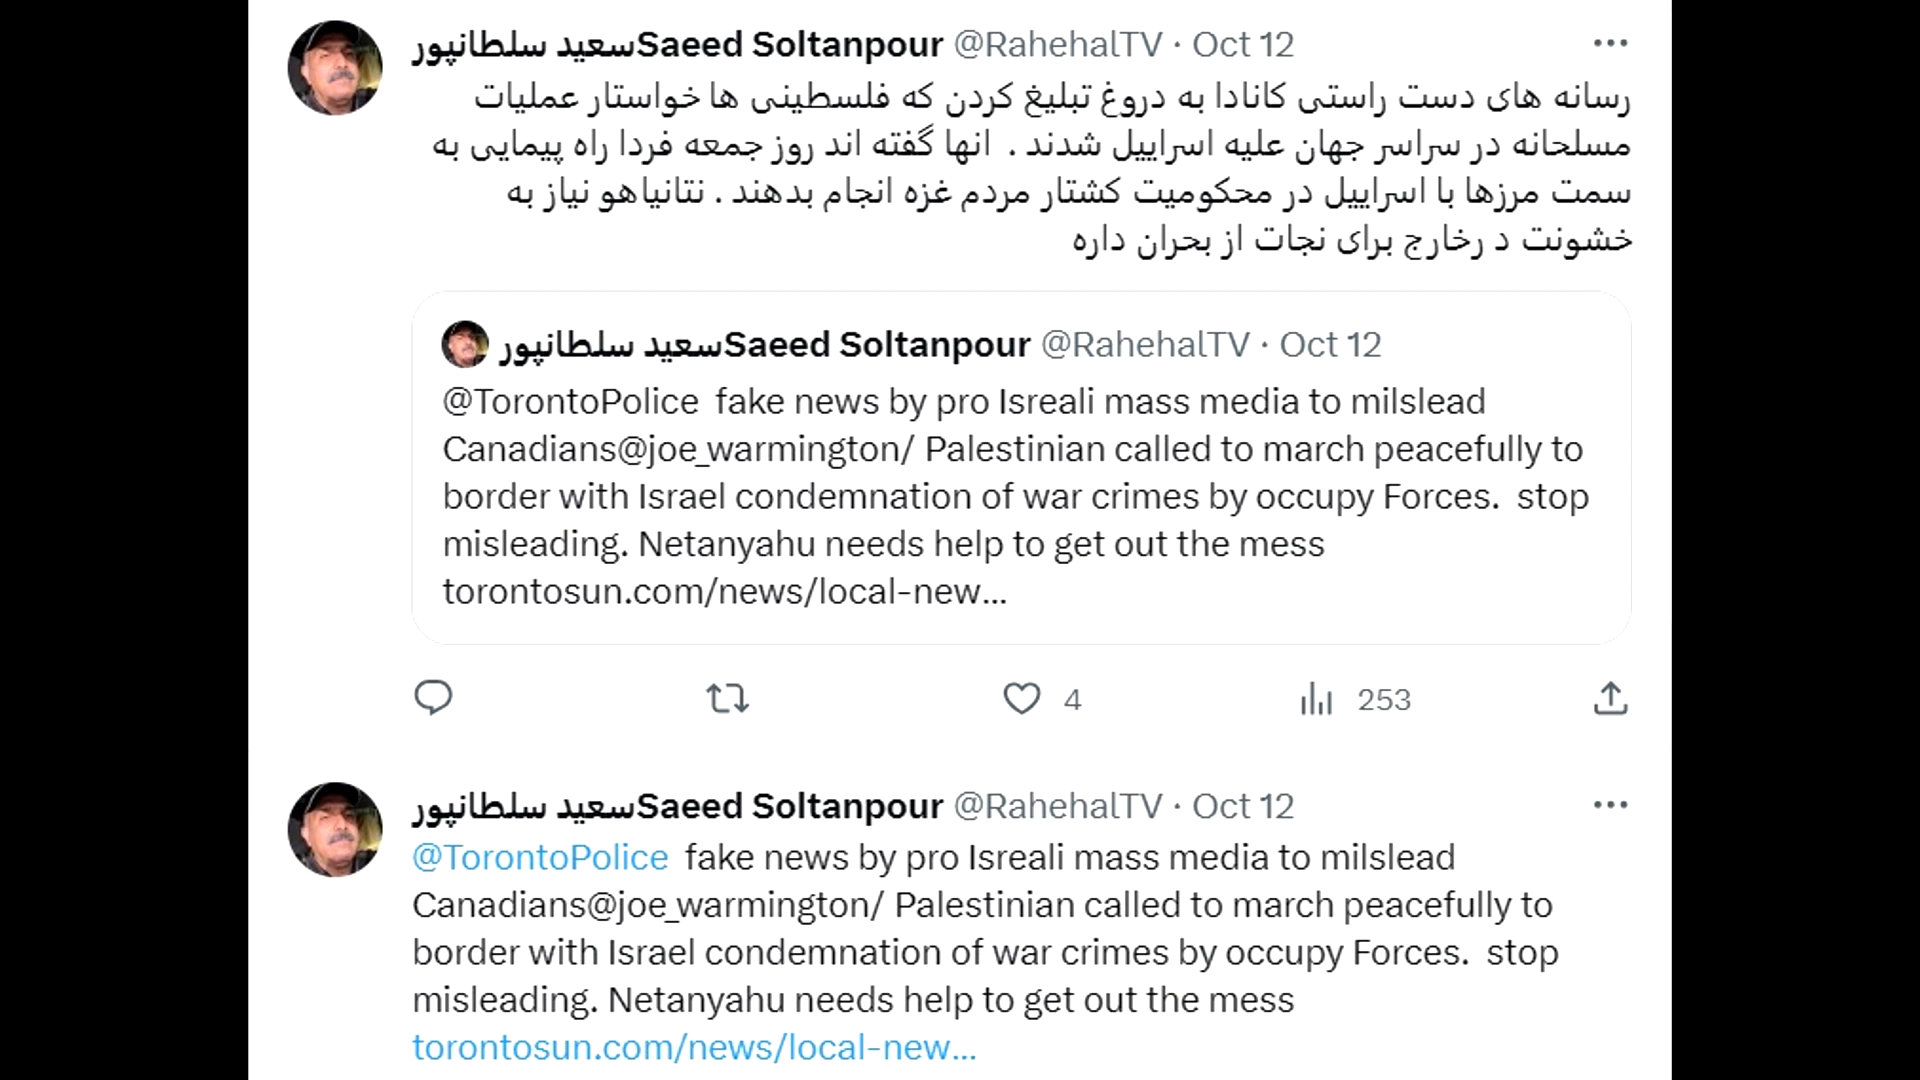 سعید سلطانپورSaeed Soltanpour @RahehalTV · Oct 12
رسانه های دست راستی کانادا به دروغ تبلیغ کردن که فلسطینی ها خواستار عملیات
مسلحانه در سراسر جهان علیه اسراییل شدند . انها گفته اند روز جمعه فردا راه پیمایی به
سمت مرزها با اسراییل در محکومیت کشتار مردم غزه انجام بدهند . نتانیاهو نیاز به
خشونت د رخارج برای نجات از بحران داره
سعید سلطانپورSaeed Soltanpour @RahehalTV · Oct 12
@TorontoPolice fake news by pro Isreali mass media to milslead
Canadians@joe_warmington/ Palestinian called to march peacefully to
border with Israel condemnation of war crimes by occupy Forces. stop
misleading. Netanyahu needs help to get out the mess
torontosun.com/news/local-new...
4 253
سعید سلطانپورSaeed Soltanpour @RahehalTV · Oct 12
@TorontoPolice fake news by pro Isreali mass media to milslead
Canadians@joe_warmington/ Palestinian called to march peacefully to
border with Israel condemnation of war crimes by occupy Forces. stop
misleading. Netanyahu needs help to get out the mess
torontosun.com/news/local-new...